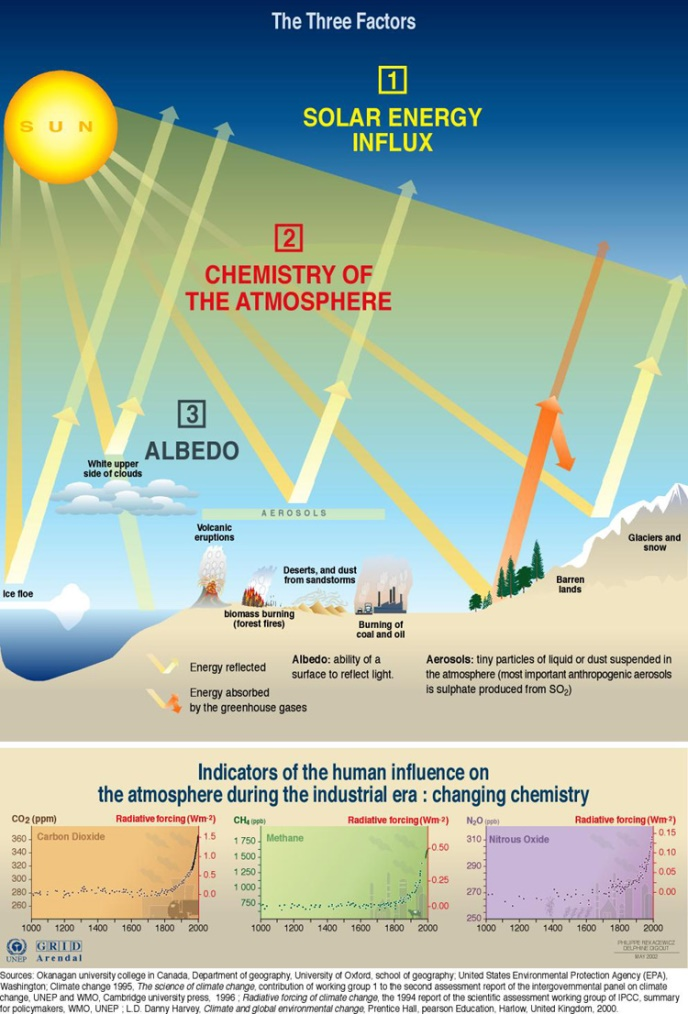 The Three Factors
1
SOLAR ENERGY
INFLUX
SUN
2
CHEMISTRY OF
THE ATMOSPHERE
3
ALBEDO
White upper
side of clouds
AEROSOLS
Volcanic
eruptions
Glaciers and
snow
Deserts, and dust
from sandstorms
Barren
lands
Ice floe
biomass burning
(forest fires)
Burning of
coal and oil
Energy reflected
Energy absorbed
by the greenhouse gases
Albedo: ability of a
surface to reflect light.
Aerosols: tiny particles of liquid or dust suspended in
the atmosphere (most important anthropogenic aerosols
is sulphate produced from SO2)
Indicators of the human influence on
the atmosphere during the industrial era : changing chemistry
CO2 (ppm) Radiative forcing (Wm-2)
Carbon Dioxide
360
340
320
300
280
260
1.5
1.0
0.5
0.0
1000 1200 1400 1600 1800 2000
CH4 (ppb) Radiative forcing (Wm-2)
Methane
1 750
1 500
1 250
1 000
750
0.50
0.25
0.00
1000 1200 1400 1600 1800 2000
N2O (ppb) Radiative forcing (Wm-2)
Nitrous Oxide
310
290
270
250
0.15
0.10
0.05
0.00
1000 1200 1400 1600 1800 2000
UNEP
GRID
Arendal
PHILIPPE REKACEWICZ
DELPHINE DIGOUT
MAY 2002
Sources: Okanagan university college in Canada, Department of geography, University of Oxford, school of geography; United States Environmental Protection Agency (EPA),
Washington; Climate change 1995, The science of climate change, contribution of working group 1 to the second assessment report of the intergovernmental panel on climate
change, UNEP and WMO, Cambridge university press, 1996 ; Radiative forcing of climate change, the 1994 report of the scientific assessment working group of IPCC, summary
for policymakers, WMO, UNEP ; L.D. Danny Harvey, Climate and global environmental change, Prentice Hall, pearson Education, Harlow, United Kingdom, 2000.